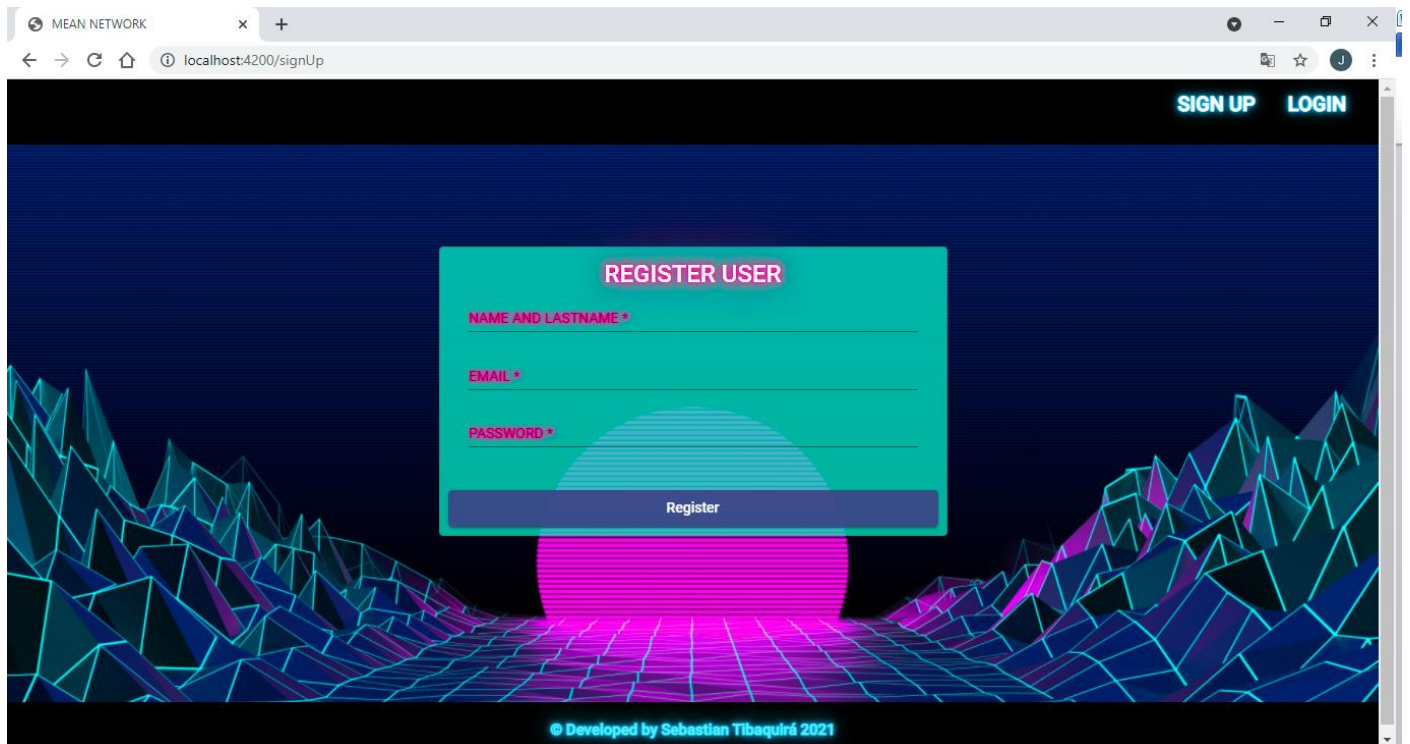 MEAN NETWORK
localhost:4200/signUp
J
SIGN UP LOGIN
REGISTER USER
NAME AND LASTNAME *
EMAIL *
PASSWORD *
Register
© Developed by Sebastian Tibaquirá 2021